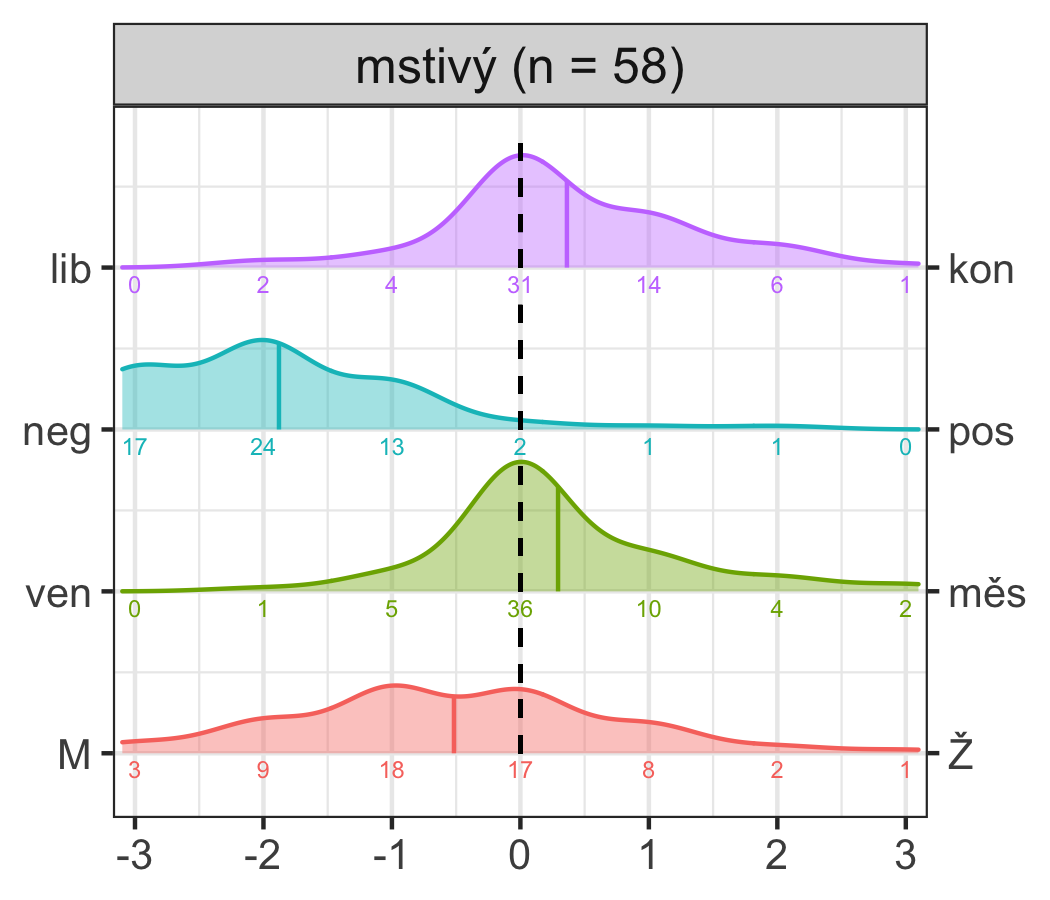 mstivý (n = 58)
lib kon
0 2 4 31 14 6 1
neg pos
17 24 13 2 1 1 0
ven měs
0 1 5 36 10 4 2
M Ž
3 9 18 17 8 2 1
-3 -2 -1 0 1 2 3